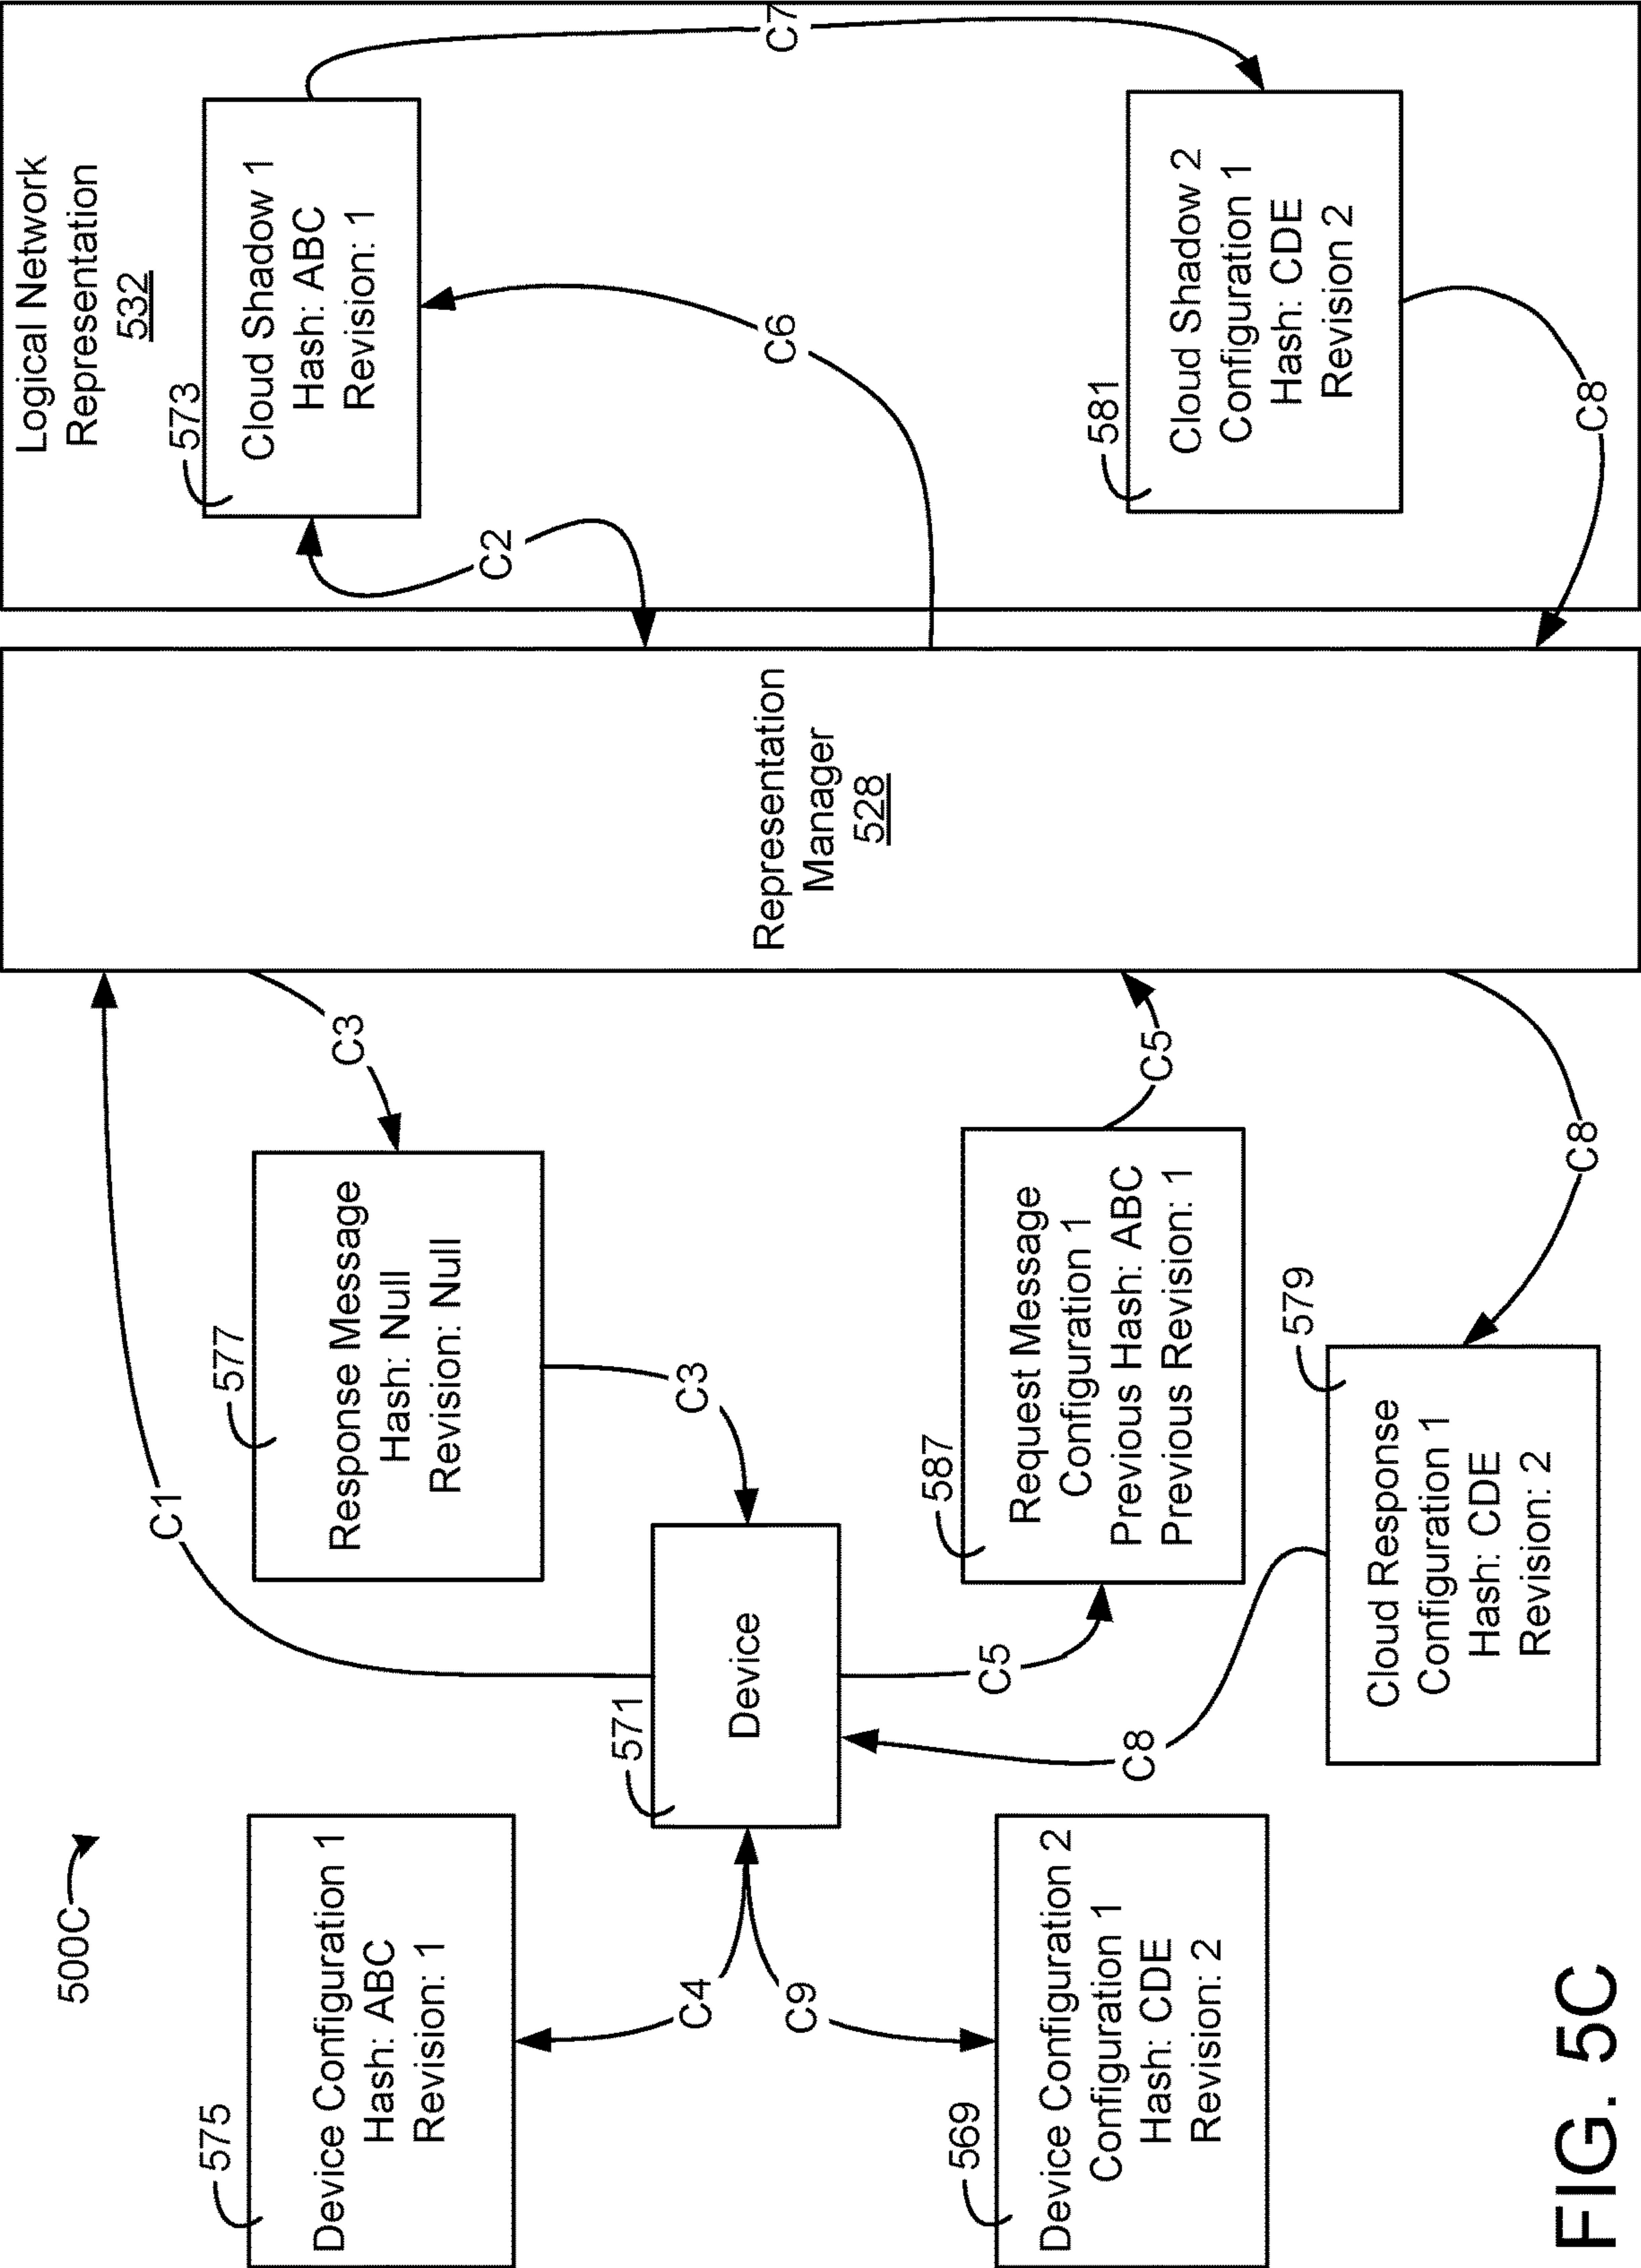 500C
575
Device Configuration 1
Hash: ABC
Revision: 1
C4
C9
569
Device Configuration 2
Configuration 1
Hash: CDE
Revision: 2
571
Device
C1
577
Response Message
Hash: Null
Revision: Null
C3
C3
C5
587
Request Message
Configuration 1
Previous Hash: ABC
Previous Revision: 1
C5
C8
579
Cloud Response
Configuration 1
Hash: CDE
Revision: 2
C8
Representation
Manager
528
Logical Network
Representation
532
573
Cloud Shadow 1
Hash: ABC
Revision: 1
C2
C6
C7
581
Cloud Shadow 2
Configuration 1
Hash: CDE
Revision 2
C8
FIG. 5C